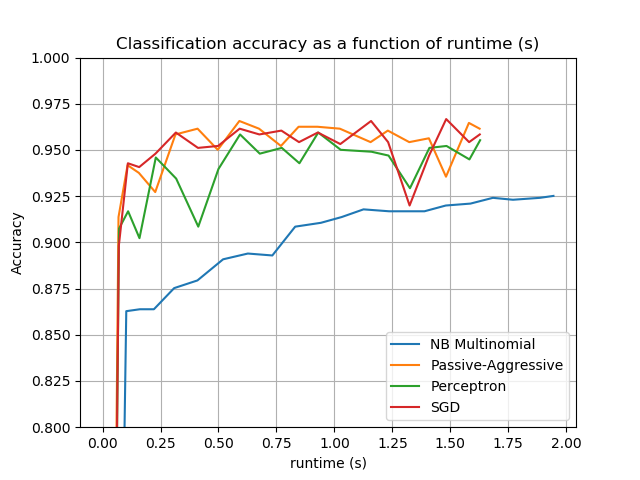 Classification accuracy as a function of runtime (s)
1.000
0.975
0.950
0.925
0.900
0.875
0.850
0.825
0.800
Accuracy
NB Multinomial
Passive-Aggressive
Perceptron
SGD
0.00 0.25 0.50 0.75 1.00 1.25 1.50 1.75 2.00
runtime (s)